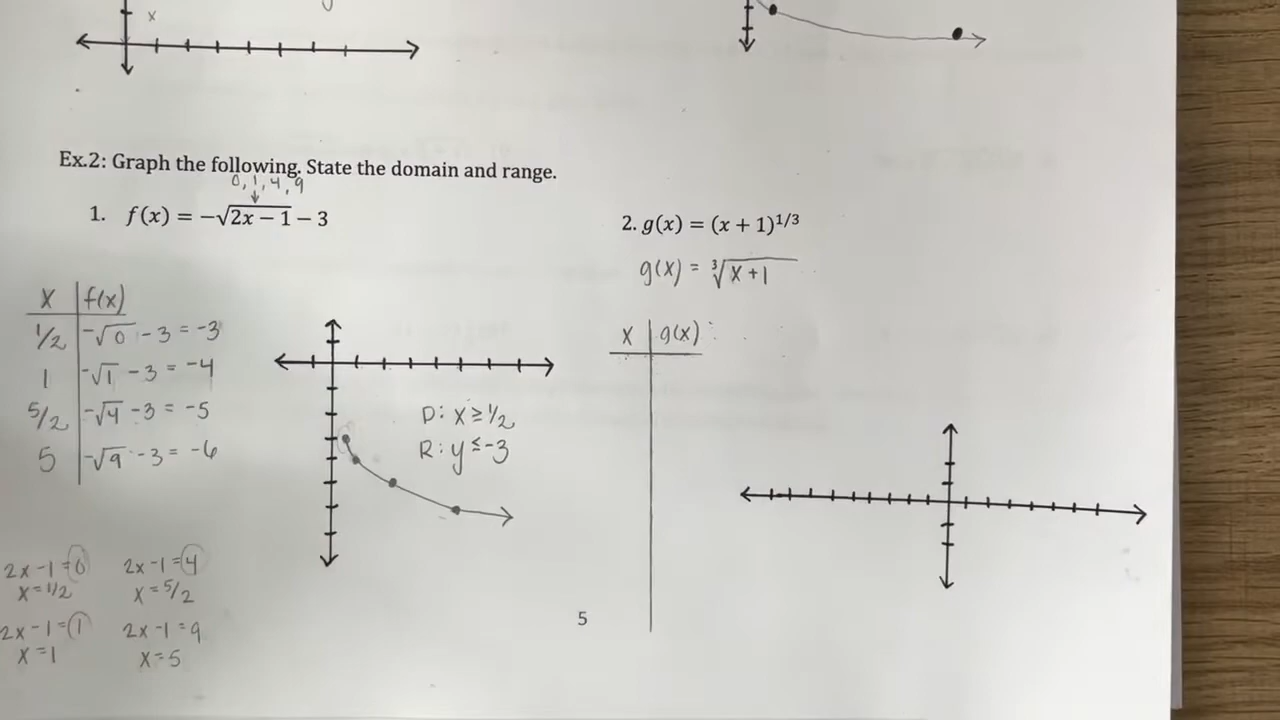 x
Ex.2: Graph the following. State the domain and range.
0, 1, 4, 9
1. f(x) = −√(2x − 1) − 3
x | f(x)
1/2 | -√0 - 3 = -3
1 | -√1 - 3 = -4
5/2 | -√4 - 3 = -5
5 | -√9 - 3 = -6
D: x ≥ 1/2
R: y ≤ -3
2x - 1 = 0
x = 1/2
2x - 1 = 4
x = 5/2
2x - 1 = 1
x = 1
2x - 1 = 9
x = 5
2. g(x) = (x + 1)^1/3
g(x) = ∛(x + 1)
x | g(x)
5